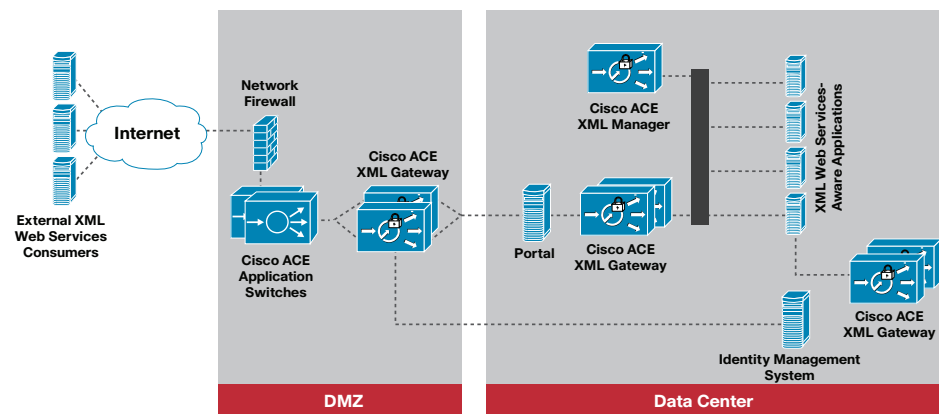 External XML
Web Services
Consumers
Internet
Network
Firewall
Cisco ACE
Application
Switches
Cisco ACE
XML Gateway
DMZ
Portal
Cisco ACE
XML Gateway
Cisco ACE
XML Manager
XML Web Services-
Aware Applications
Cisco ACE
XML Gateway
Identity Management
System
Data Center